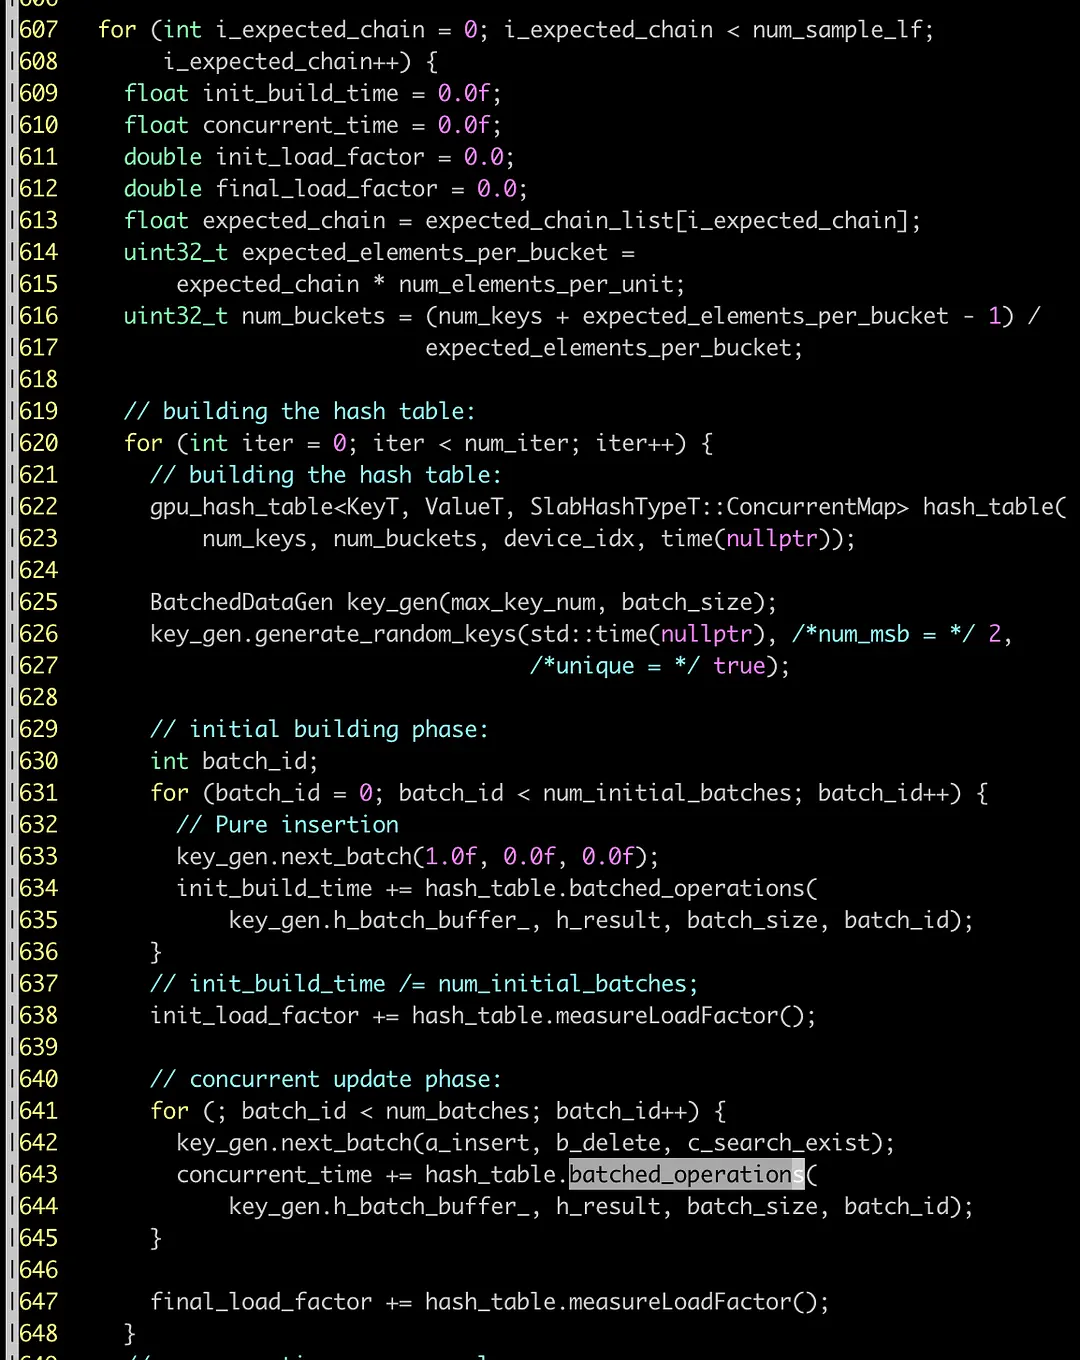 606
607 for (int i_expected_chain = 0; i_expected_chain < num_sample_lf;
608 i_expected_chain++) {
609 float init_build_time = 0.0f;
610 float concurrent_time = 0.0f;
611 double init_load_factor = 0.0;
612 double final_load_factor = 0.0;
613 float expected_chain = expected_chain_list[i_expected_chain];
614 uint32_t expected_elements_per_bucket =
615 expected_chain * num_elements_per_unit;
616 uint32_t num_buckets = (num_keys + expected_elements_per_bucket - 1) /
617 expected_elements_per_bucket;
618
619 // building the hash table:
620 for (int iter = 0; iter < num_iter; iter++) {
621 // building the hash table:
622 gpu_hash_table<KeyT, ValueT, SlabHashTypeT::ConcurrentMap> hash_table(
623 num_keys, num_buckets, device_idx, time(nullptr));
624
625 BatchedDataGen key_gen(max_key_num, batch_size);
626 key_gen.generate_random_keys(std::time(nullptr), /*num_msb = */ 2,
627 /*unique = */ true);
628
629 // initial building phase:
630 int batch_id;
631 for (batch_id = 0; batch_id < num_initial_batches; batch_id++) {
632 // Pure insertion
633 key_gen.next_batch(1.0f, 0.0f, 0.0f);
634 init_build_time += hash_table.batched_operations(
635 key_gen.h_batch_buffer_, h_result, batch_size, batch_id);
636 }
637 // init_build_time /= num_initial_batches;
638 init_load_factor += hash_table.measureLoadFactor();
639
640 // concurrent update phase:
641 for (; batch_id < num_batches; batch_id++) {
642 key_gen.next_batch(a_insert, b_delete, c_search_exist);
643 concurrent_time += hash_table.batched_operations(
644 key_gen.h_batch_buffer_, h_result, batch_size, batch_id);
645 }
646
647 final_load_factor += hash_table.measureLoadFactor();
648 }
649 //